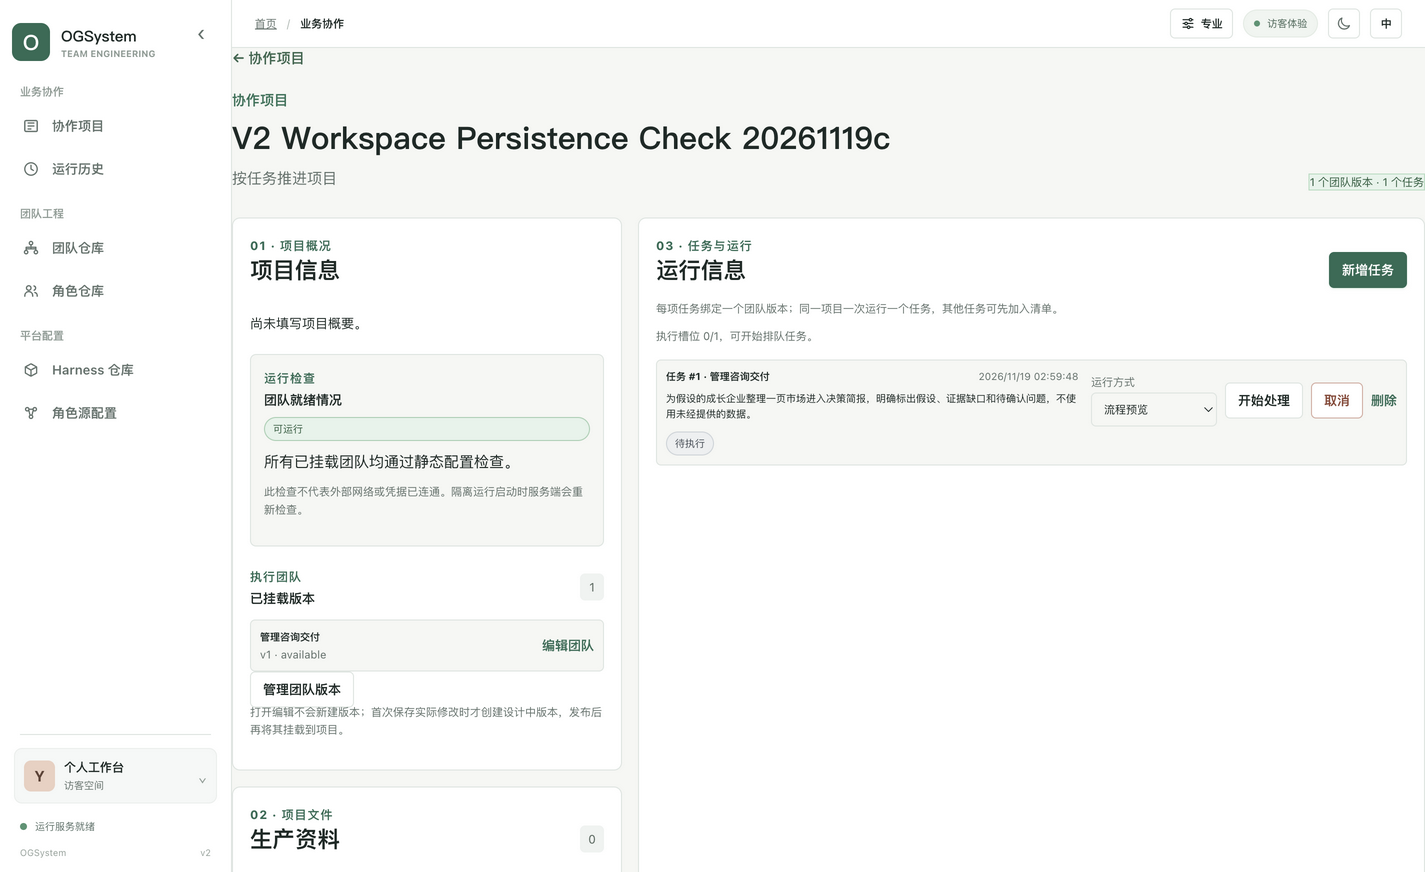 O
OGSystem
TEAM ENGINEERING
业务协作
协作项目
运行历史
团队工程
团队仓库
角色仓库
平台配置
Harness 仓库
角色源配置
Y
个人工作台
访客空间
运行服务就绪
OGSystem
v2
首页 / 业务协作
专业
访客体验
中
← 协作项目
协作项目
V2 Workspace Persistence Check 20261119c
按任务推进项目
1 个团队版本 · 1 个任务
01 · 项目概况
项目信息
尚未填写项目概要。
运行检查
团队就绪情况
可运行
所有已挂载团队均通过静态配置检查。
此检查不代表外部网络或凭据已连通。隔离运行启动时服务端会重
新检查。
执行团队
已挂载版本
1
管理咨询交付
v1 · available
编辑团队
管理团队版本
打开编辑不会新建版本；首次保存实际修改时才创建设计中版本，发布后
再将其挂载到项目。
02 · 项目文件
生产资料
0
03 · 任务与运行
运行信息
新增任务
每项任务绑定一个团队版本；同一项目一次运行一个任务，其他任务可先加入清单。
执行槽位 0/1，可开始排队任务。
任务 #1 · 管理咨询交付
2026/11/19 02:59:48
为假设的成长企业整理一页市场进入决策简报，明确标出假设、证据缺口和待确认问题，不使
用未经提供的数据。
待执行
运行方式
流程预览
开始处理
取消
删除